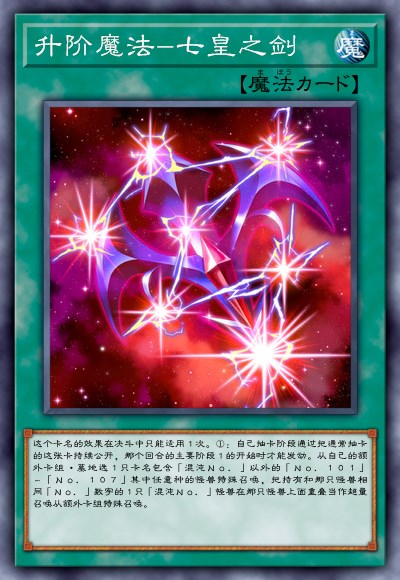 升阶魔法-七皇之剑
魔
【魔法カード】
まほう
这个卡名的效果在决斗中只能适用1次。①：自己抽卡阶段通过把通常抽卡
的这张卡持续公开，那个回合的主要阶段1的开始时才能发动。从自己的额
外卡组·墓地选1只卡名包含「混沌No．」以外的「No．101」
~「No．107」其中任意种的怪兽特殊召唤，把持有和那只怪兽相
同「No．」数字的1只「混沌No．」怪兽在那只怪兽上面重叠当作超量
召唤从额外卡组特殊召唤。